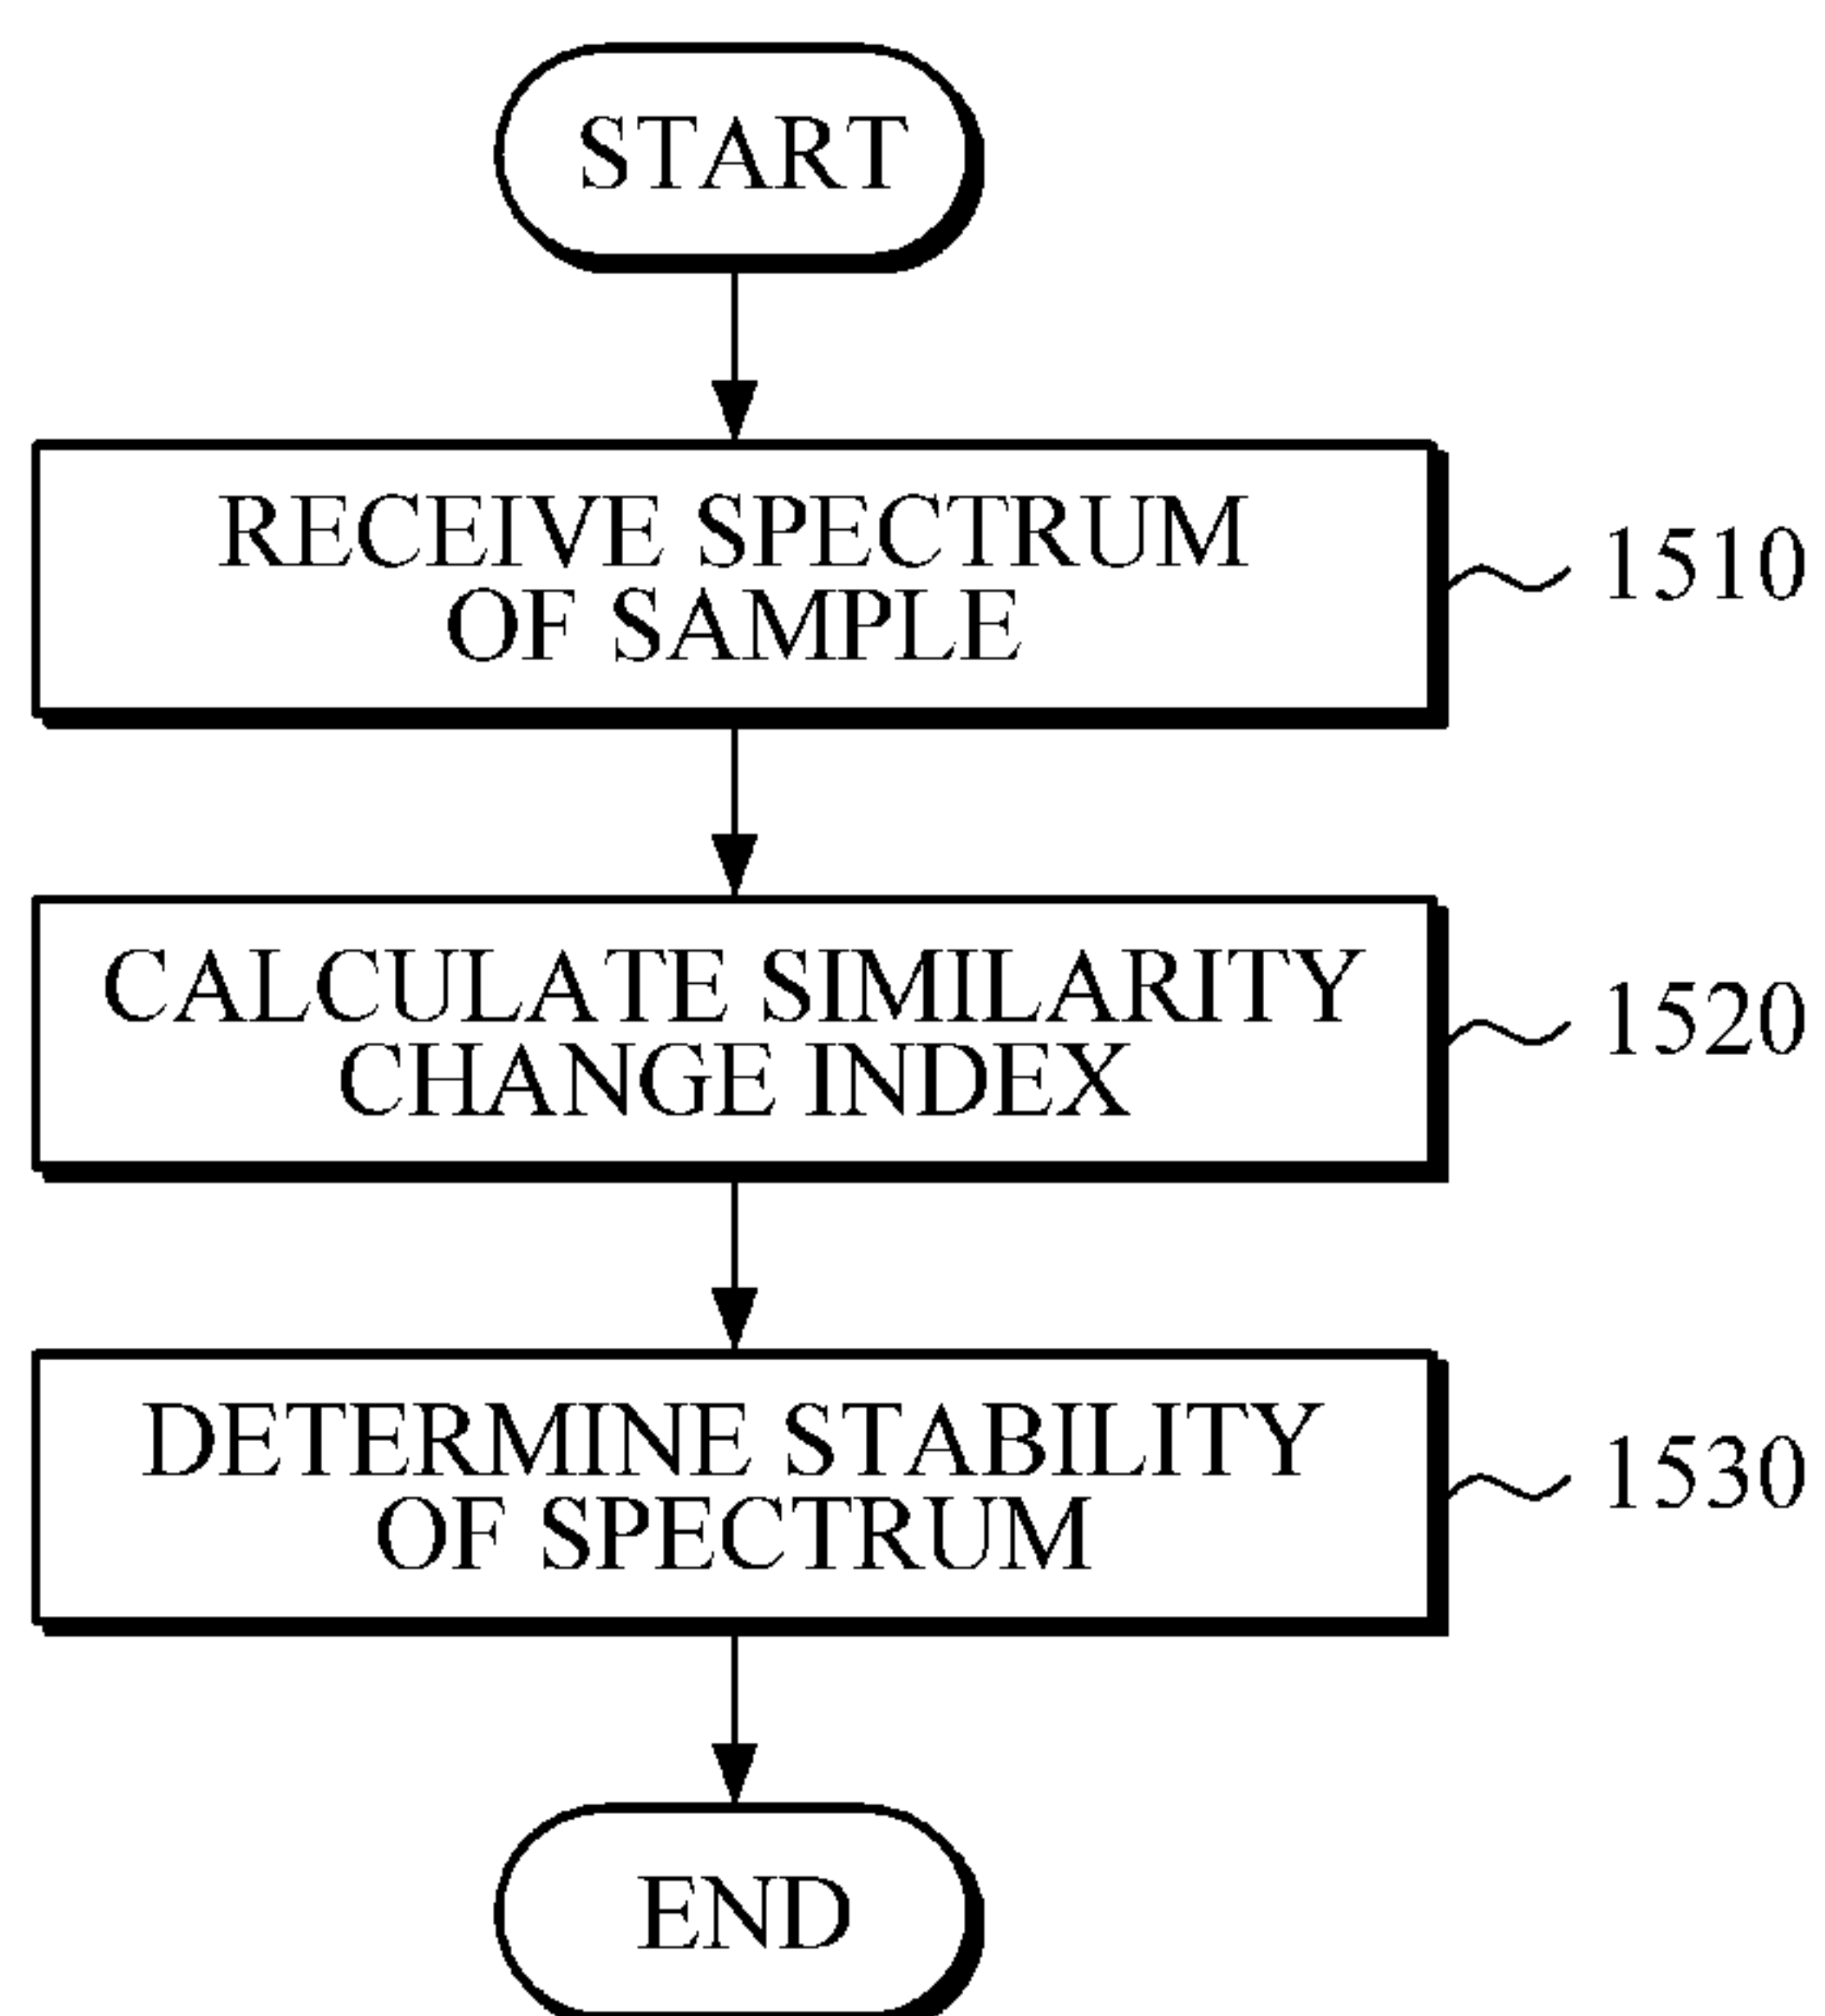 START
RECEIVE SPECTRUM
OF SAMPLE
1510
CALCULATE SIMILARITY
CHANGE INDEX
1520
DETERMINE STABILITY
OF SPECTRUM
1530
END